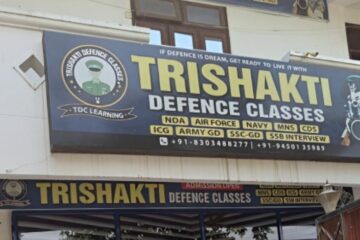 IF DEFENCE IS DREAM, GET READY TO LIVE IT WITH
TRISHAKTI
DEFENCE CLASSES
NDA | AIR FORCE | NAVY | MNS | CDS
ICG | ARMY GD | SSC-GD | SSB INTERVIEW
+91-8303488277 | +91-9450135985
TRISHAKTI DEFENCE CLASSES
TDC LEARNING
TRISHAKTI
ADMISSION OPEN
DEFENCE CLASSES